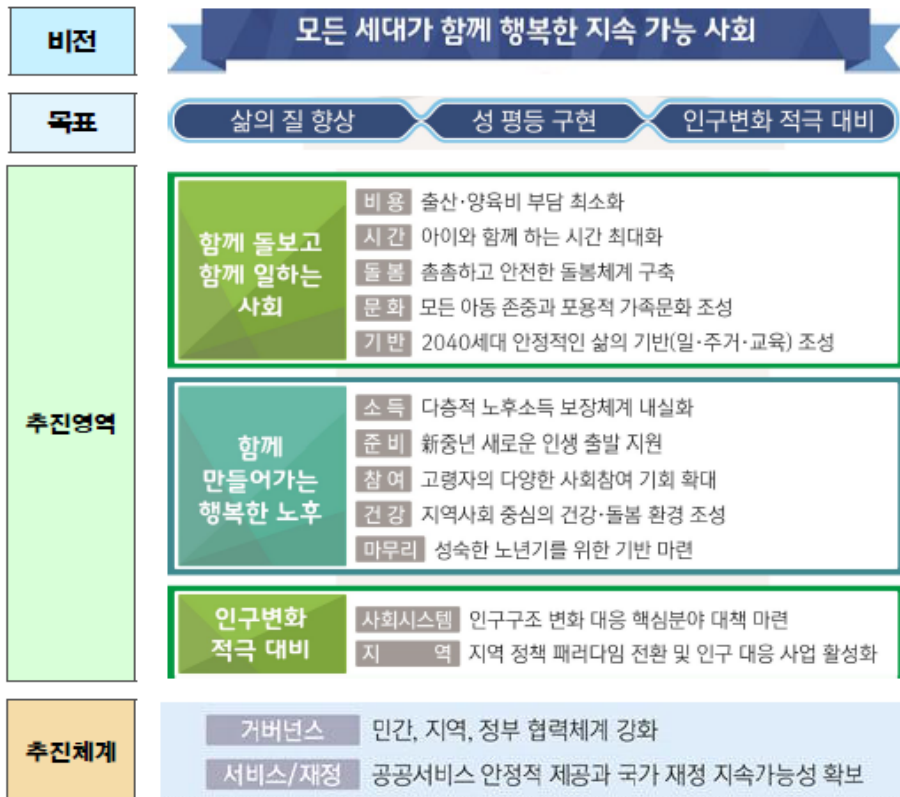 비전
모든 세대가 함께 행복한 지속 가능 사회
목표
삶의 질 향상 성 평등 구현 인구변화 적극 대비
추진영역
함께 돌보고
함께 일하는
사회
비 용 출산·양육비 부담 최소화
시 간 아이와 함께 하는 시간 최대화
돌 봄 촘촘하고 안전한 돌봄체계 구축
문 화 모든 아동 존중과 포용적 가족문화 조성
기 반 2040세대 안정적인 삶의 기반(일·주거·교육) 조성
함께
만들어가는
행복한 노후
소 득 다층적 노후소득 보장체계 내실화
준 비 新중년 새로운 인생 출발 지원
참 여 고령자의 다양한 사회참여 기회 확대
건 강 지역사회 중심의 건강·돌봄 환경 조성
마무리 성숙한 노년기를 위한 기반 마련
인구변화
적극 대비
사회시스템 인구구조 변화 대응 핵심분야 대책 마련
지 역 지역 정책 패러다임 전환 및 인구 대응 사업 활성화
추진체계
거버넌스 민간, 지역, 정부 협력체계 강화
서비스/재정 공공서비스 안정적 제공과 국가 재정 지속가능성 확보